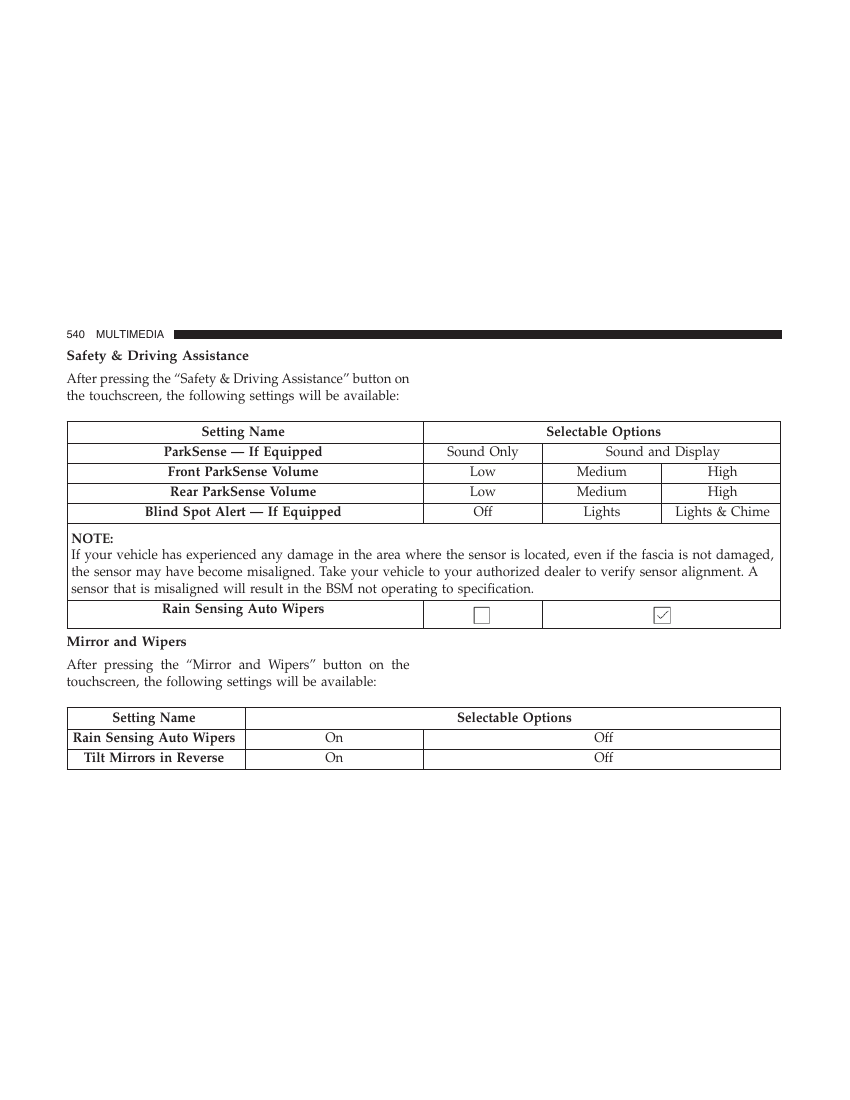 540 MULTIMEDIA
Safety & Driving Assistance
After pressing the “Safety & Driving Assistance” button on
the touchscreen, the following settings will be available:
Setting Name Selectable Options
ParkSense — If Equipped Sound Only Sound and Display
Front ParkSense Volume Low Medium High
Rear ParkSense Volume Low Medium High
Blind Spot Alert — If Equipped Off Lights Lights & Chime
NOTE:
If your vehicle has experienced any damage in the area where the sensor is located, even if the fascia is not damaged,
the sensor may have become misaligned. Take your vehicle to your authorized dealer to verify sensor alignment. A
sensor that is misaligned will result in the BSM not operating to specification.
Rain Sensing Auto Wipers
Mirror and Wipers
After pressing the “Mirror and Wipers” button on the
touchscreen, the following settings will be available:
Setting Name Selectable Options
Rain Sensing Auto Wipers On Off
Tilt Mirrors in Reverse On Off